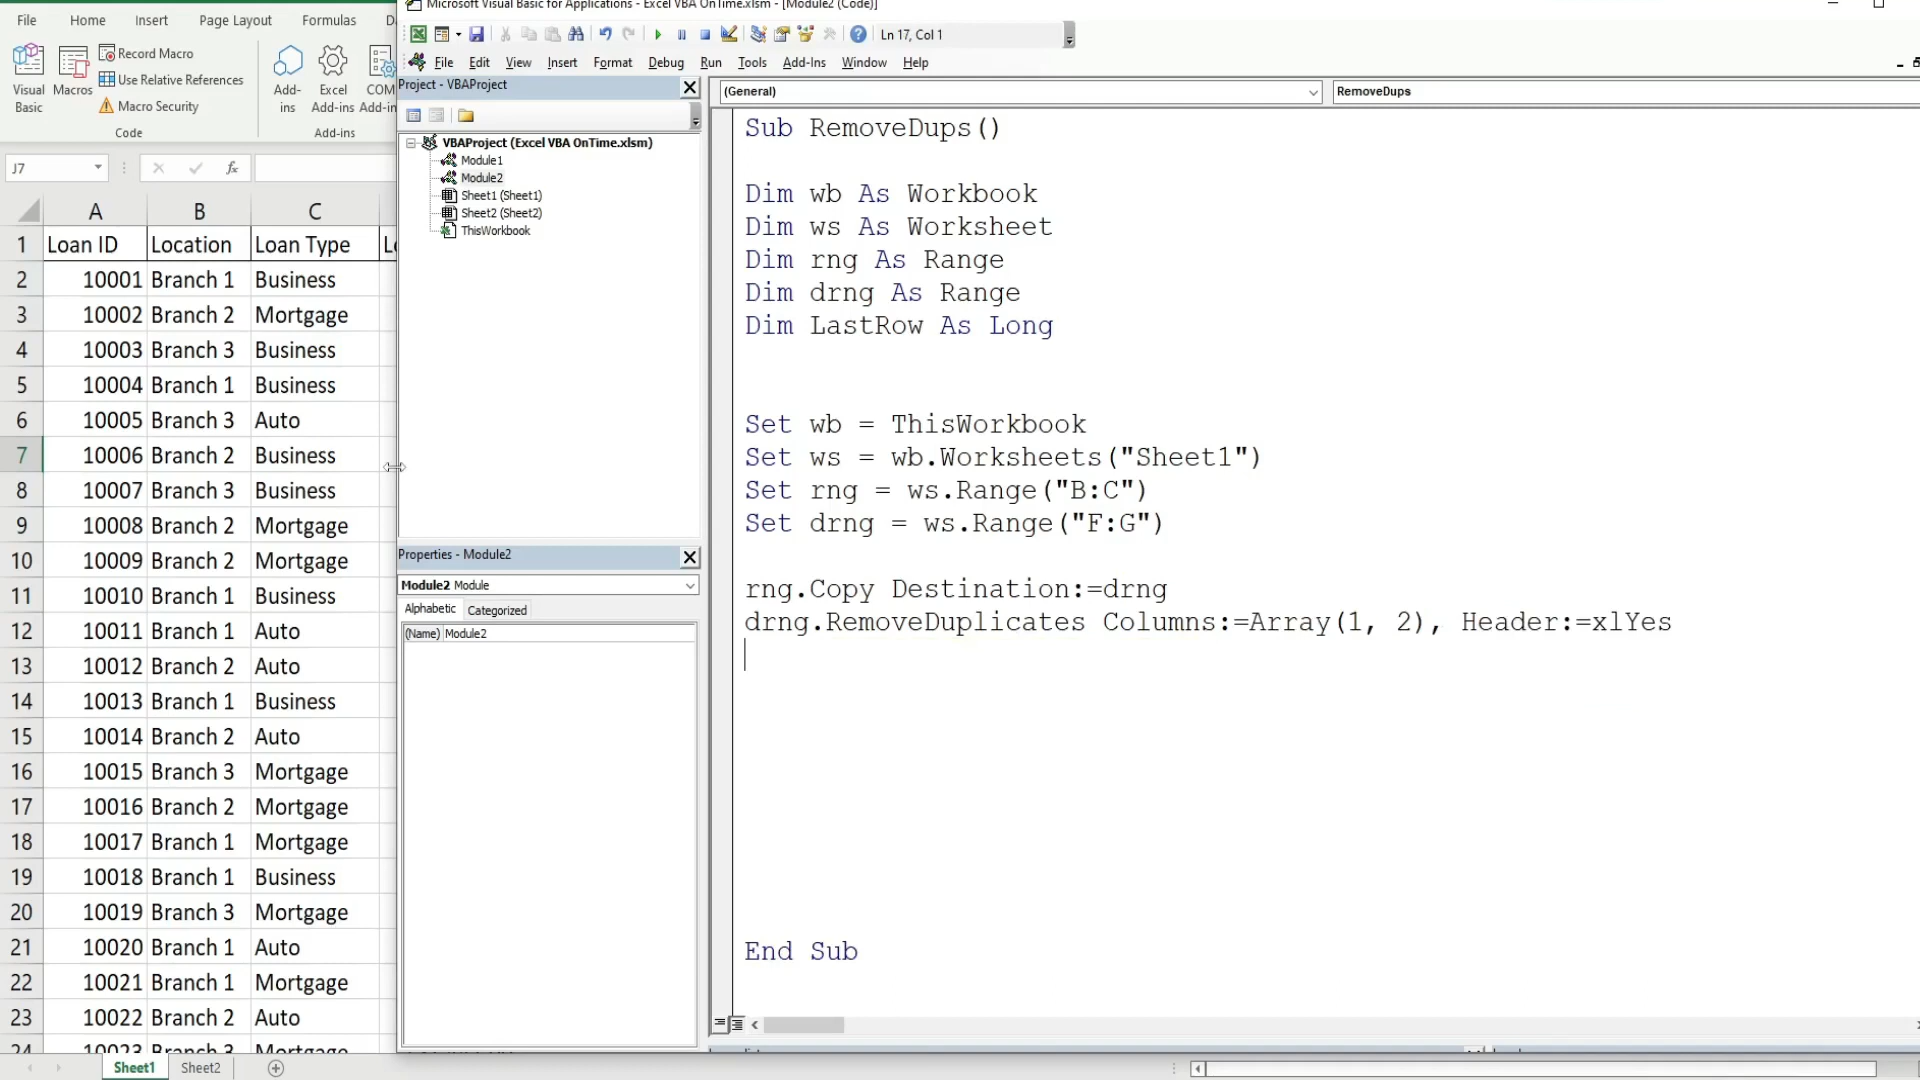 File Home Insert Page Layout Formulas
Microsoft Visual Basic for Applications - Excel VBA OnTime.xlsm - [Module2 (Code)]
Ln 17, Col 1
Visual Basic
Macros
Record Macro
Use Relative References
Macro Security
Code
Add-ins
Excel Add-ins
COM Add-in
Add-ins
File Edit View Insert Format Debug Run Tools Add-Ins Window Help
Project - VBAProject
VBAProject (Excel VBA OnTime.xlsm)
Module1
Module2
Sheet1 (Sheet1)
Sheet2 (Sheet2)
ThisWorkbook
Properties - Module2
Module2 Module
Alphabetic Categorized
(Name) Module2
J7 fx
A B C
1 Loan ID Location Loan Type
2 10001 Branch 1 Business
3 10002 Branch 2 Mortgage
4 10003 Branch 3 Business
5 10004 Branch 1 Business
6 10005 Branch 3 Auto
7 10006 Branch 2 Business
8 10007 Branch 3 Business
9 10008 Branch 2 Mortgage
10 10009 Branch 2 Mortgage
11 10010 Branch 1 Business
12 10011 Branch 1 Auto
13 10012 Branch 2 Auto
14 10013 Branch 1 Business
15 10014 Branch 2 Auto
16 10015 Branch 3 Mortgage
17 10016 Branch 2 Mortgage
18 10017 Branch 1 Mortgage
19 10018 Branch 1 Business
20 10019 Branch 3 Mortgage
21 10020 Branch 1 Auto
22 10021 Branch 1 Mortgage
23 10022 Branch 2 Auto
24 10023 Branch 3 Mortgage
Sheet1 Sheet2
(General) RemoveDups
Sub RemoveDups()
Dim wb As Workbook
Dim ws As Worksheet
Dim rng As Range
Dim drng As Range
Dim LastRow As Long
Set wb = ThisWorkbook
Set ws = wb.Worksheets("Sheet1")
Set rng = ws.Range("B:C")
Set drng = ws.Range("F:G")
rng.Copy Destination:=drng
drng.RemoveDuplicates Columns:=Array(1, 2), Header:=xlYes
End Sub